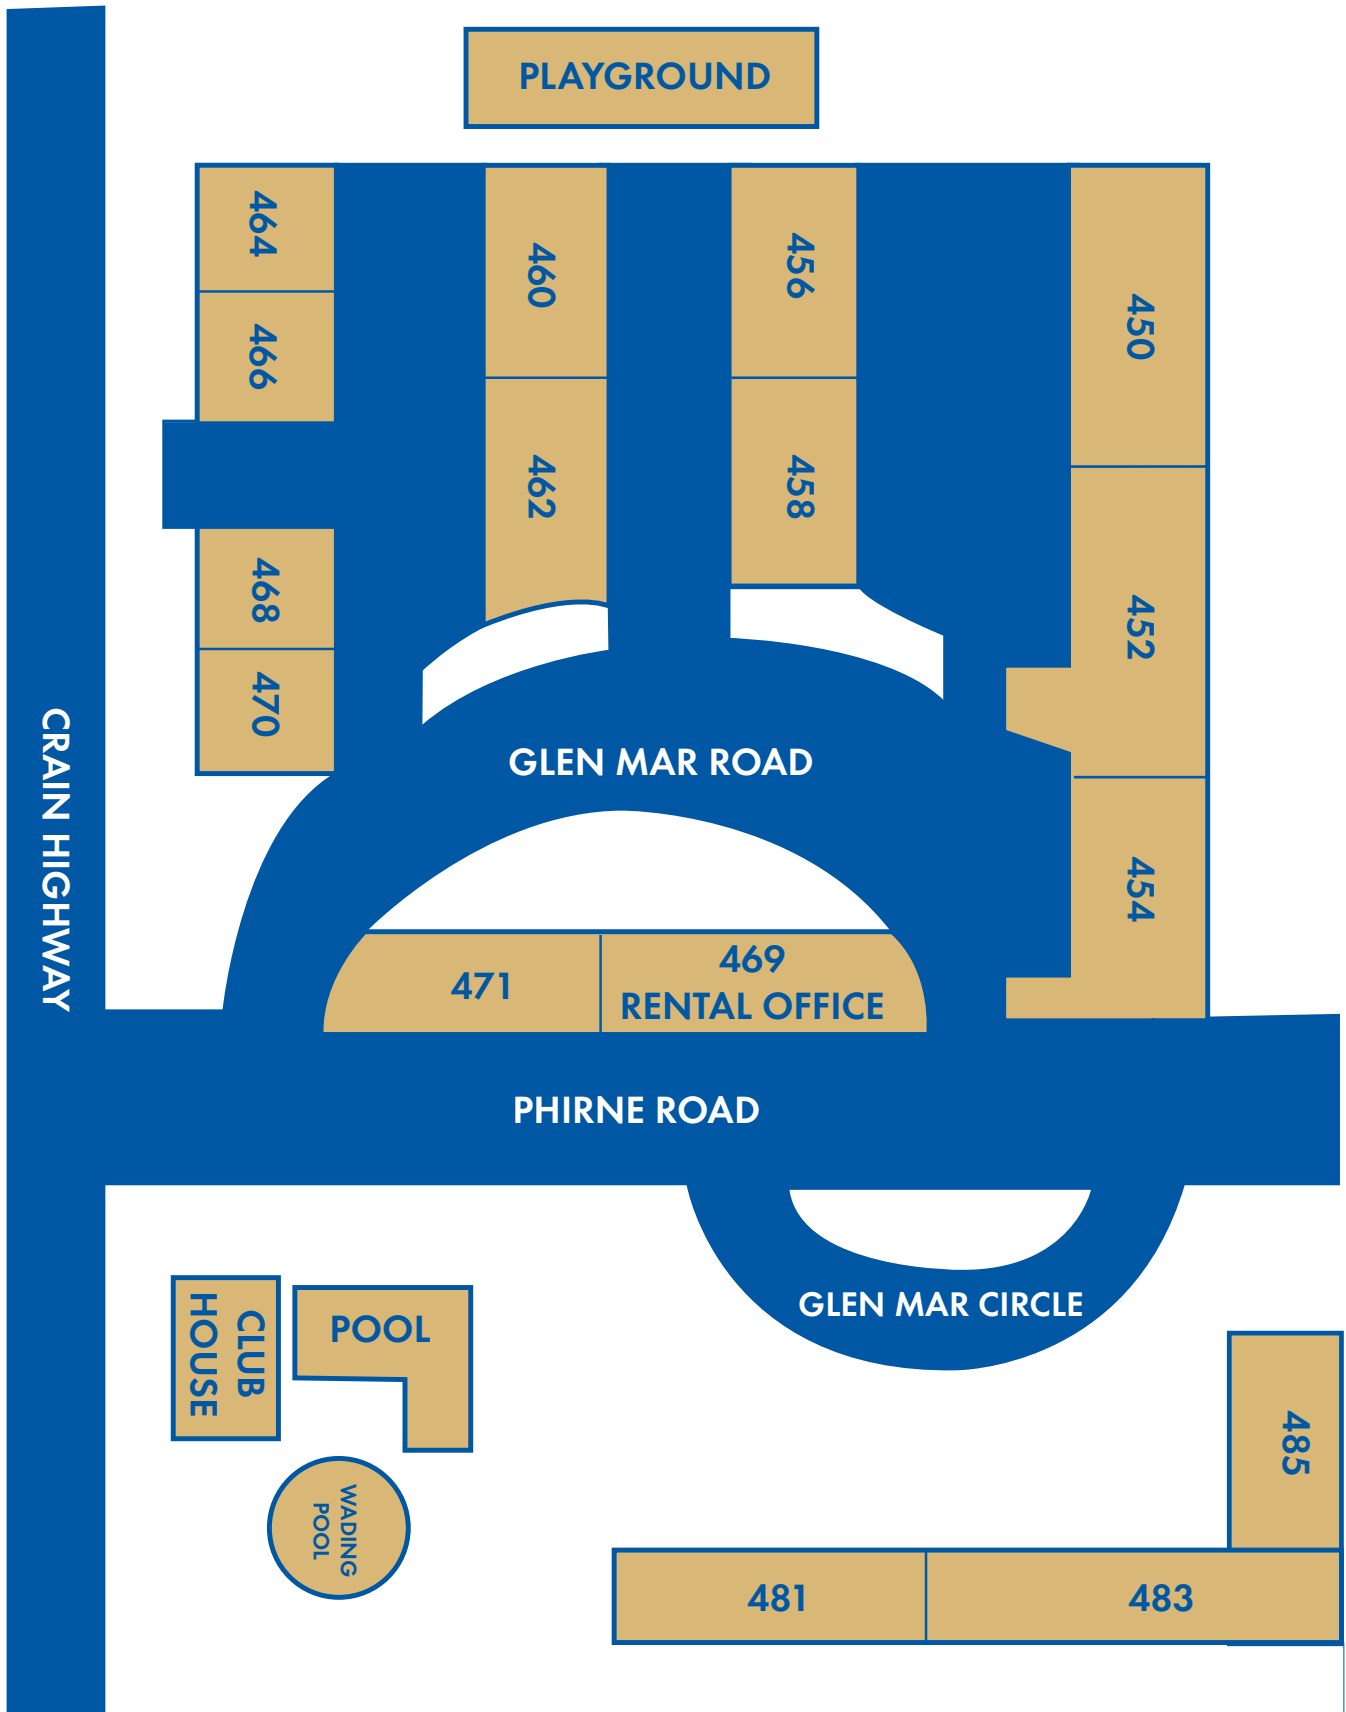 PLAYGROUND
464
460
456
450
466
462
458
468
452
470
CRAIN HIGHWAY
GLEN MAR ROAD
454
471
469
RENTAL OFFICE
PHIRNE ROAD
CLUB
HOUSE
POOL
GLEN MAR CIRCLE
485
WADING
POOL
481
483